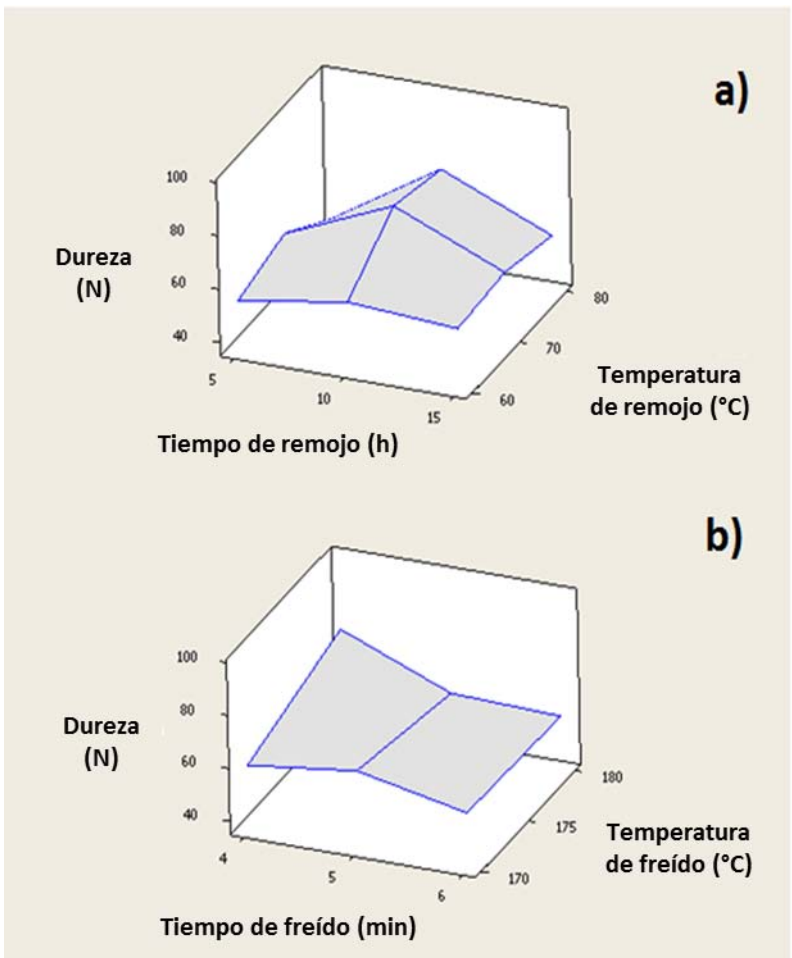 a)
100
80
60
40
Dureza
(N)
5
10
15
60
70
80
Tiempo de remojo (h)
Temperatura
de remojo (°C)
b)
100
80
60
40
Dureza
(N)
4
5
6
170
175
180
Tiempo de freído (min)
Temperatura
de freído (°C)